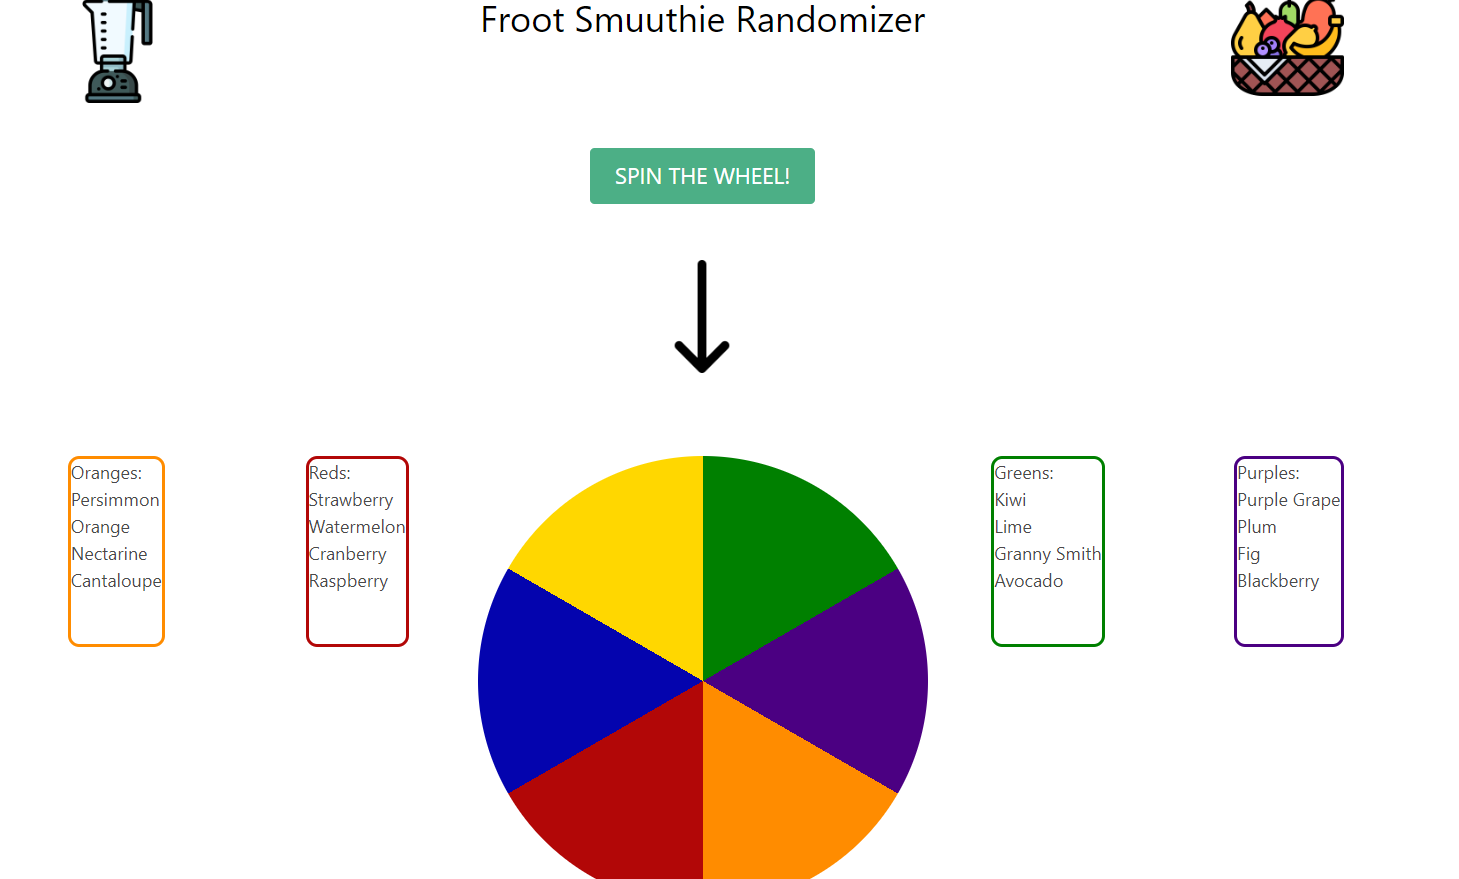 Froot Smuuthie Randomizer
SPIN THE WHEEL!
Oranges:
Persimmon
Orange
Nectarine
Cantaloupe
Reds:
Strawberry
Watermelon
Cranberry
Raspberry
Greens:
Kiwi
Lime
Granny Smith
Avocado
Purples:
Purple Grape
Plum
Fig
Blackberry